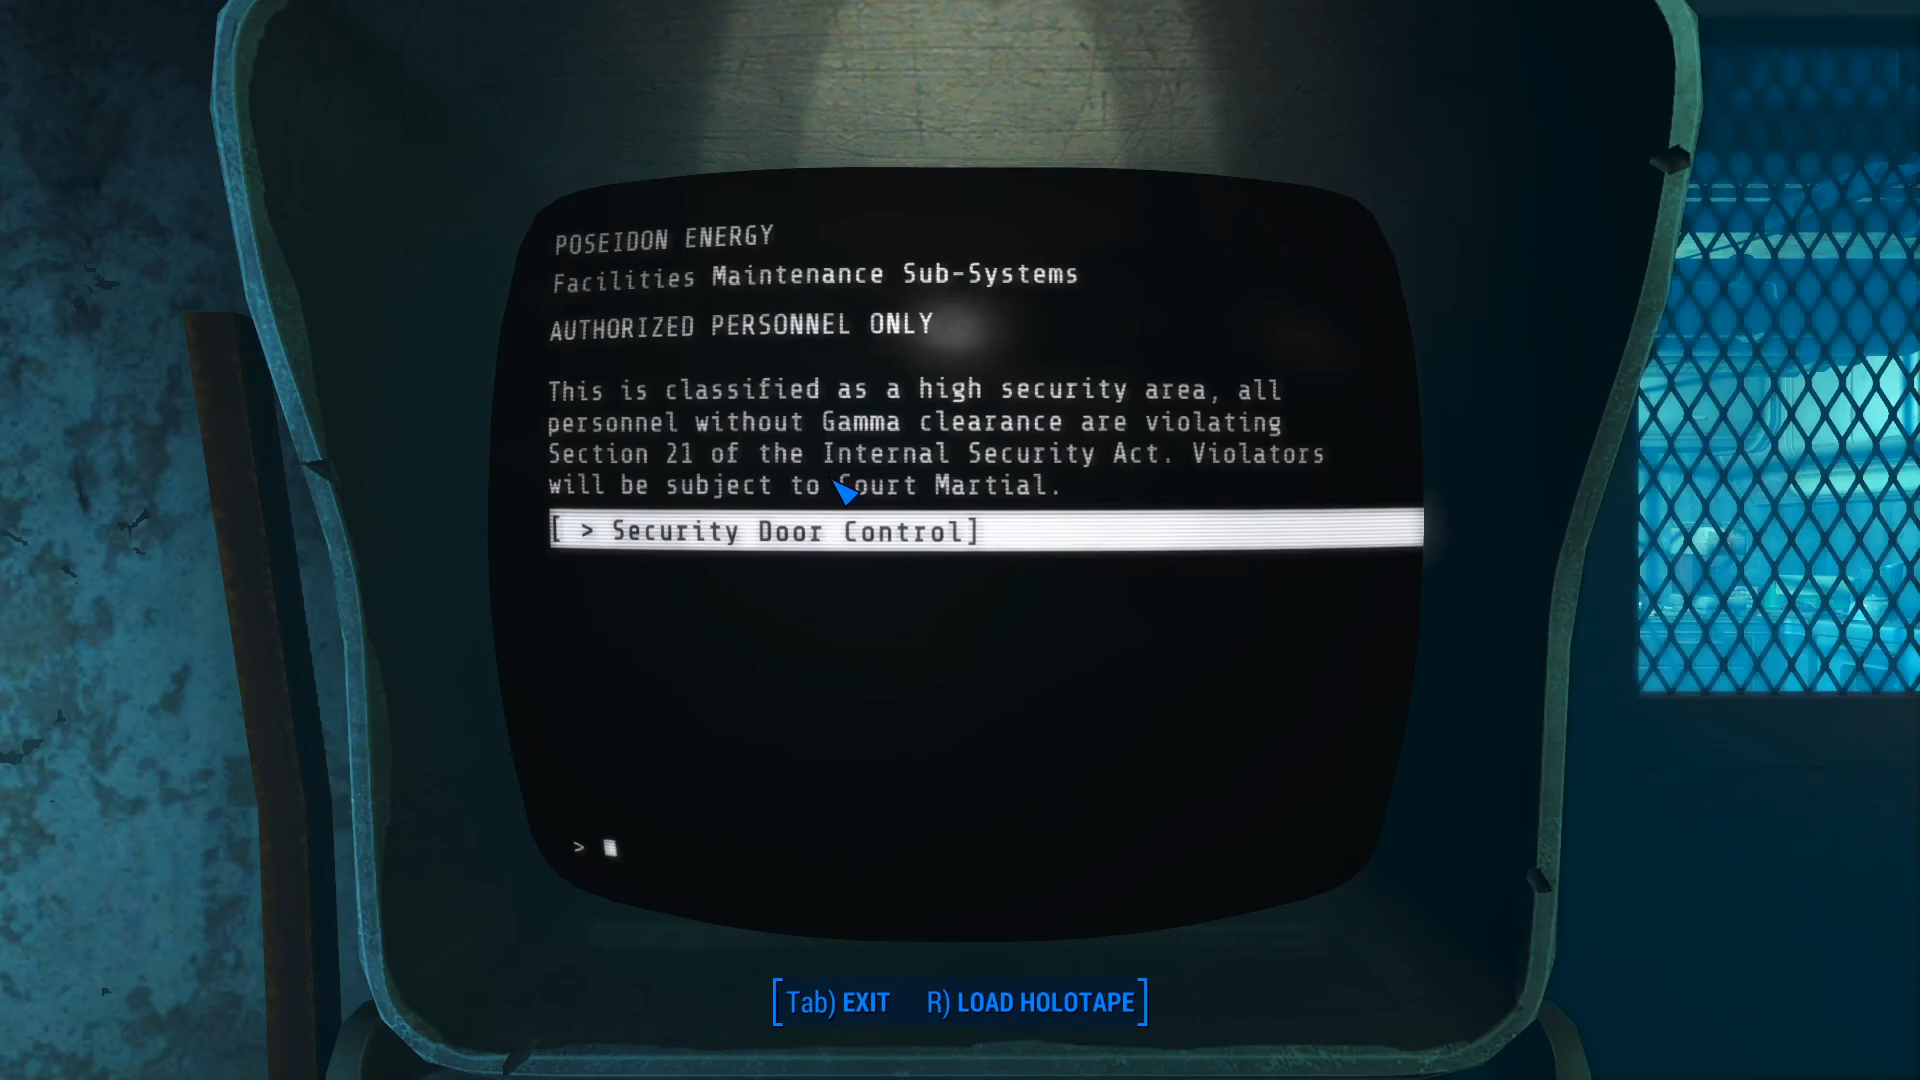 POSEIDON ENERGY
Facilities Maintenance Sub-Systems
AUTHORIZED PERSONNEL ONLY
This is classified as a high security area, all
personnel without Gamma clearance are violating
Section 21 of the Internal Security Act. Violators
will be subject to Court Martial.
[ > Security Door Control]
>
[Tab) EXIT R) LOAD HOLOTAPE]